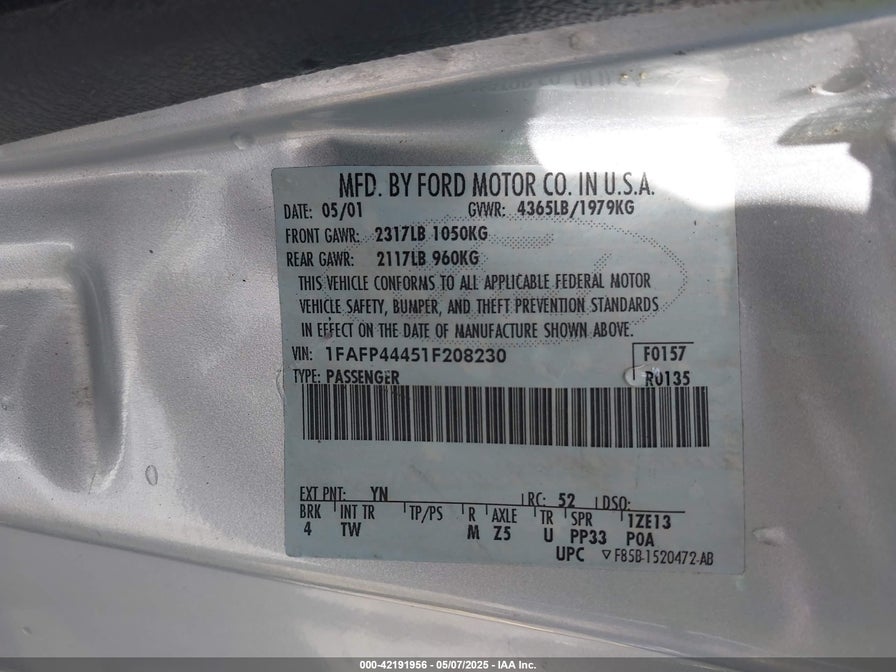 MFD. BY FORD MOTOR CO. IN U.S.A.
DATE: 05/01 GVWR: 4365LB/1979KG
FRONT GAWR: 2317LB 1050KG
REAR GAWR: 2117LB 960KG
THIS VEHICLE CONFORMS TO ALL APPLICABLE FEDERAL MOTOR
VEHICLE SAFETY, BUMPER, AND THEFT PREVENTION STANDARDS
IN EFFECT ON THE DATE OF MANUFACTURE SHOWN ABOVE.
VIN: 1FAFP44451F208230 F0157
TYPE: PASSENGER R0135
EXT PNT: YN RC: 52 DSO:
BRK INT TR TP/PS R AXLE TR SPR 1ZE13
4 TW M Z5 U PP33 P0A
UPC F85B-1520472-AB
000-42191956 - 05/07/2025 - IAA Inc.